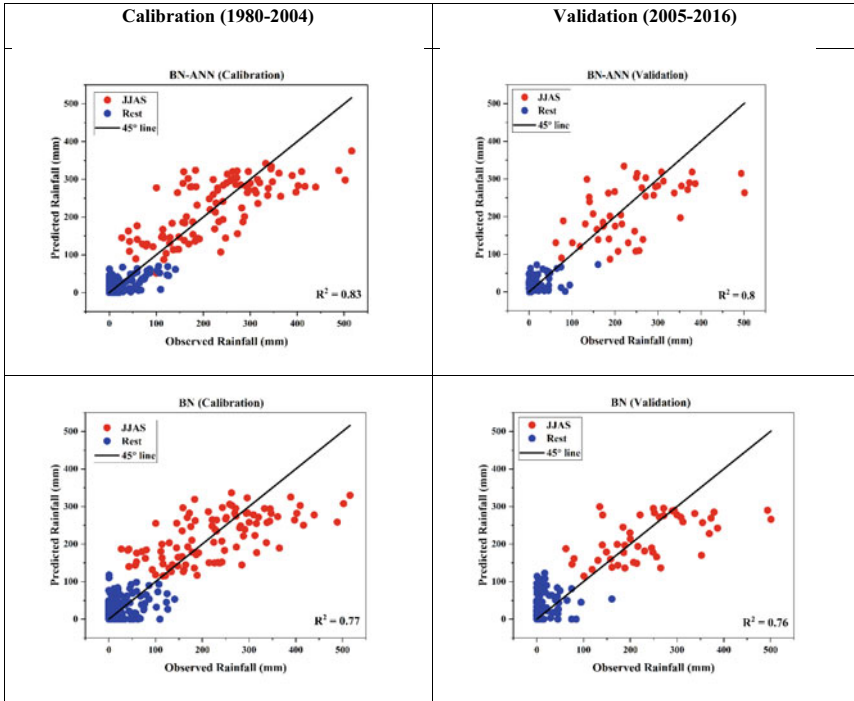 Calibration (1980-2004)
Validation (2005-2016)
BN-ANN (Calibration)
500
400
300
200
100
0
Predicted Rainfall (mm)
JJAS
Rest
45° line
R² = 0.83
0 100 200 300 400 500
Observed Rainfall (mm)
BN-ANN (Validation)
500
400
300
200
100
0
Predicted Rainfall (mm)
JJAS
Rest
45° line
R² = 0.8
0 100 200 300 400 500
Observed Rainfall (mm)
BN (Calibration)
500
400
300
200
100
0
Predicted Rainfall (mm)
JJAS
Rest
45° line
R² = 0.77
0 100 200 300 400 500
Observed Rainfall (mm)
BN (Validation)
500
400
300
200
100
0
Predicted Rainfall (mm)
JJAS
Rest
45° line
R² = 0.76
0 100 200 300 400 500
Observed Rainfall (mm)